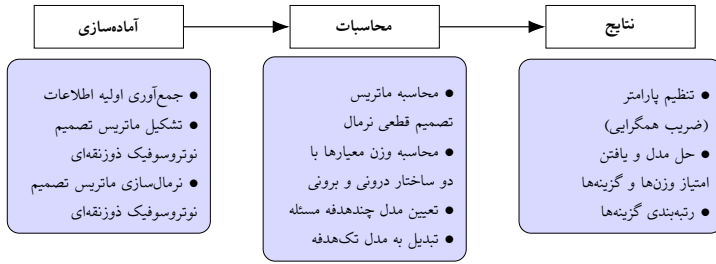 آماده‌سازی
محاسبات
نتایج
● جمع‌آوری اولیه اطلاعات
● تشکیل ماتریس تصمیم
نوتروسوفیک ذوزنقه‌ای
● نرمال‌سازی ماتریس تصمیم
نوتروسوفیک ذوزنقه‌ای
● محاسبه ماتریس
تصمیم قطعی نرمال
● محاسبه وزن معیارها با
دو ساختار درونی و برونی
● تعیین مدل چندهدفه مسئله
● تبدیل به مدل تک‌هدفه
● تنظیم پارامتر
(ضریب همگرایی)
● حل مدل و یافتن
امتیاز وزن‌ها و گزینه‌ها
● رتبه‌بندی گزینه‌ها